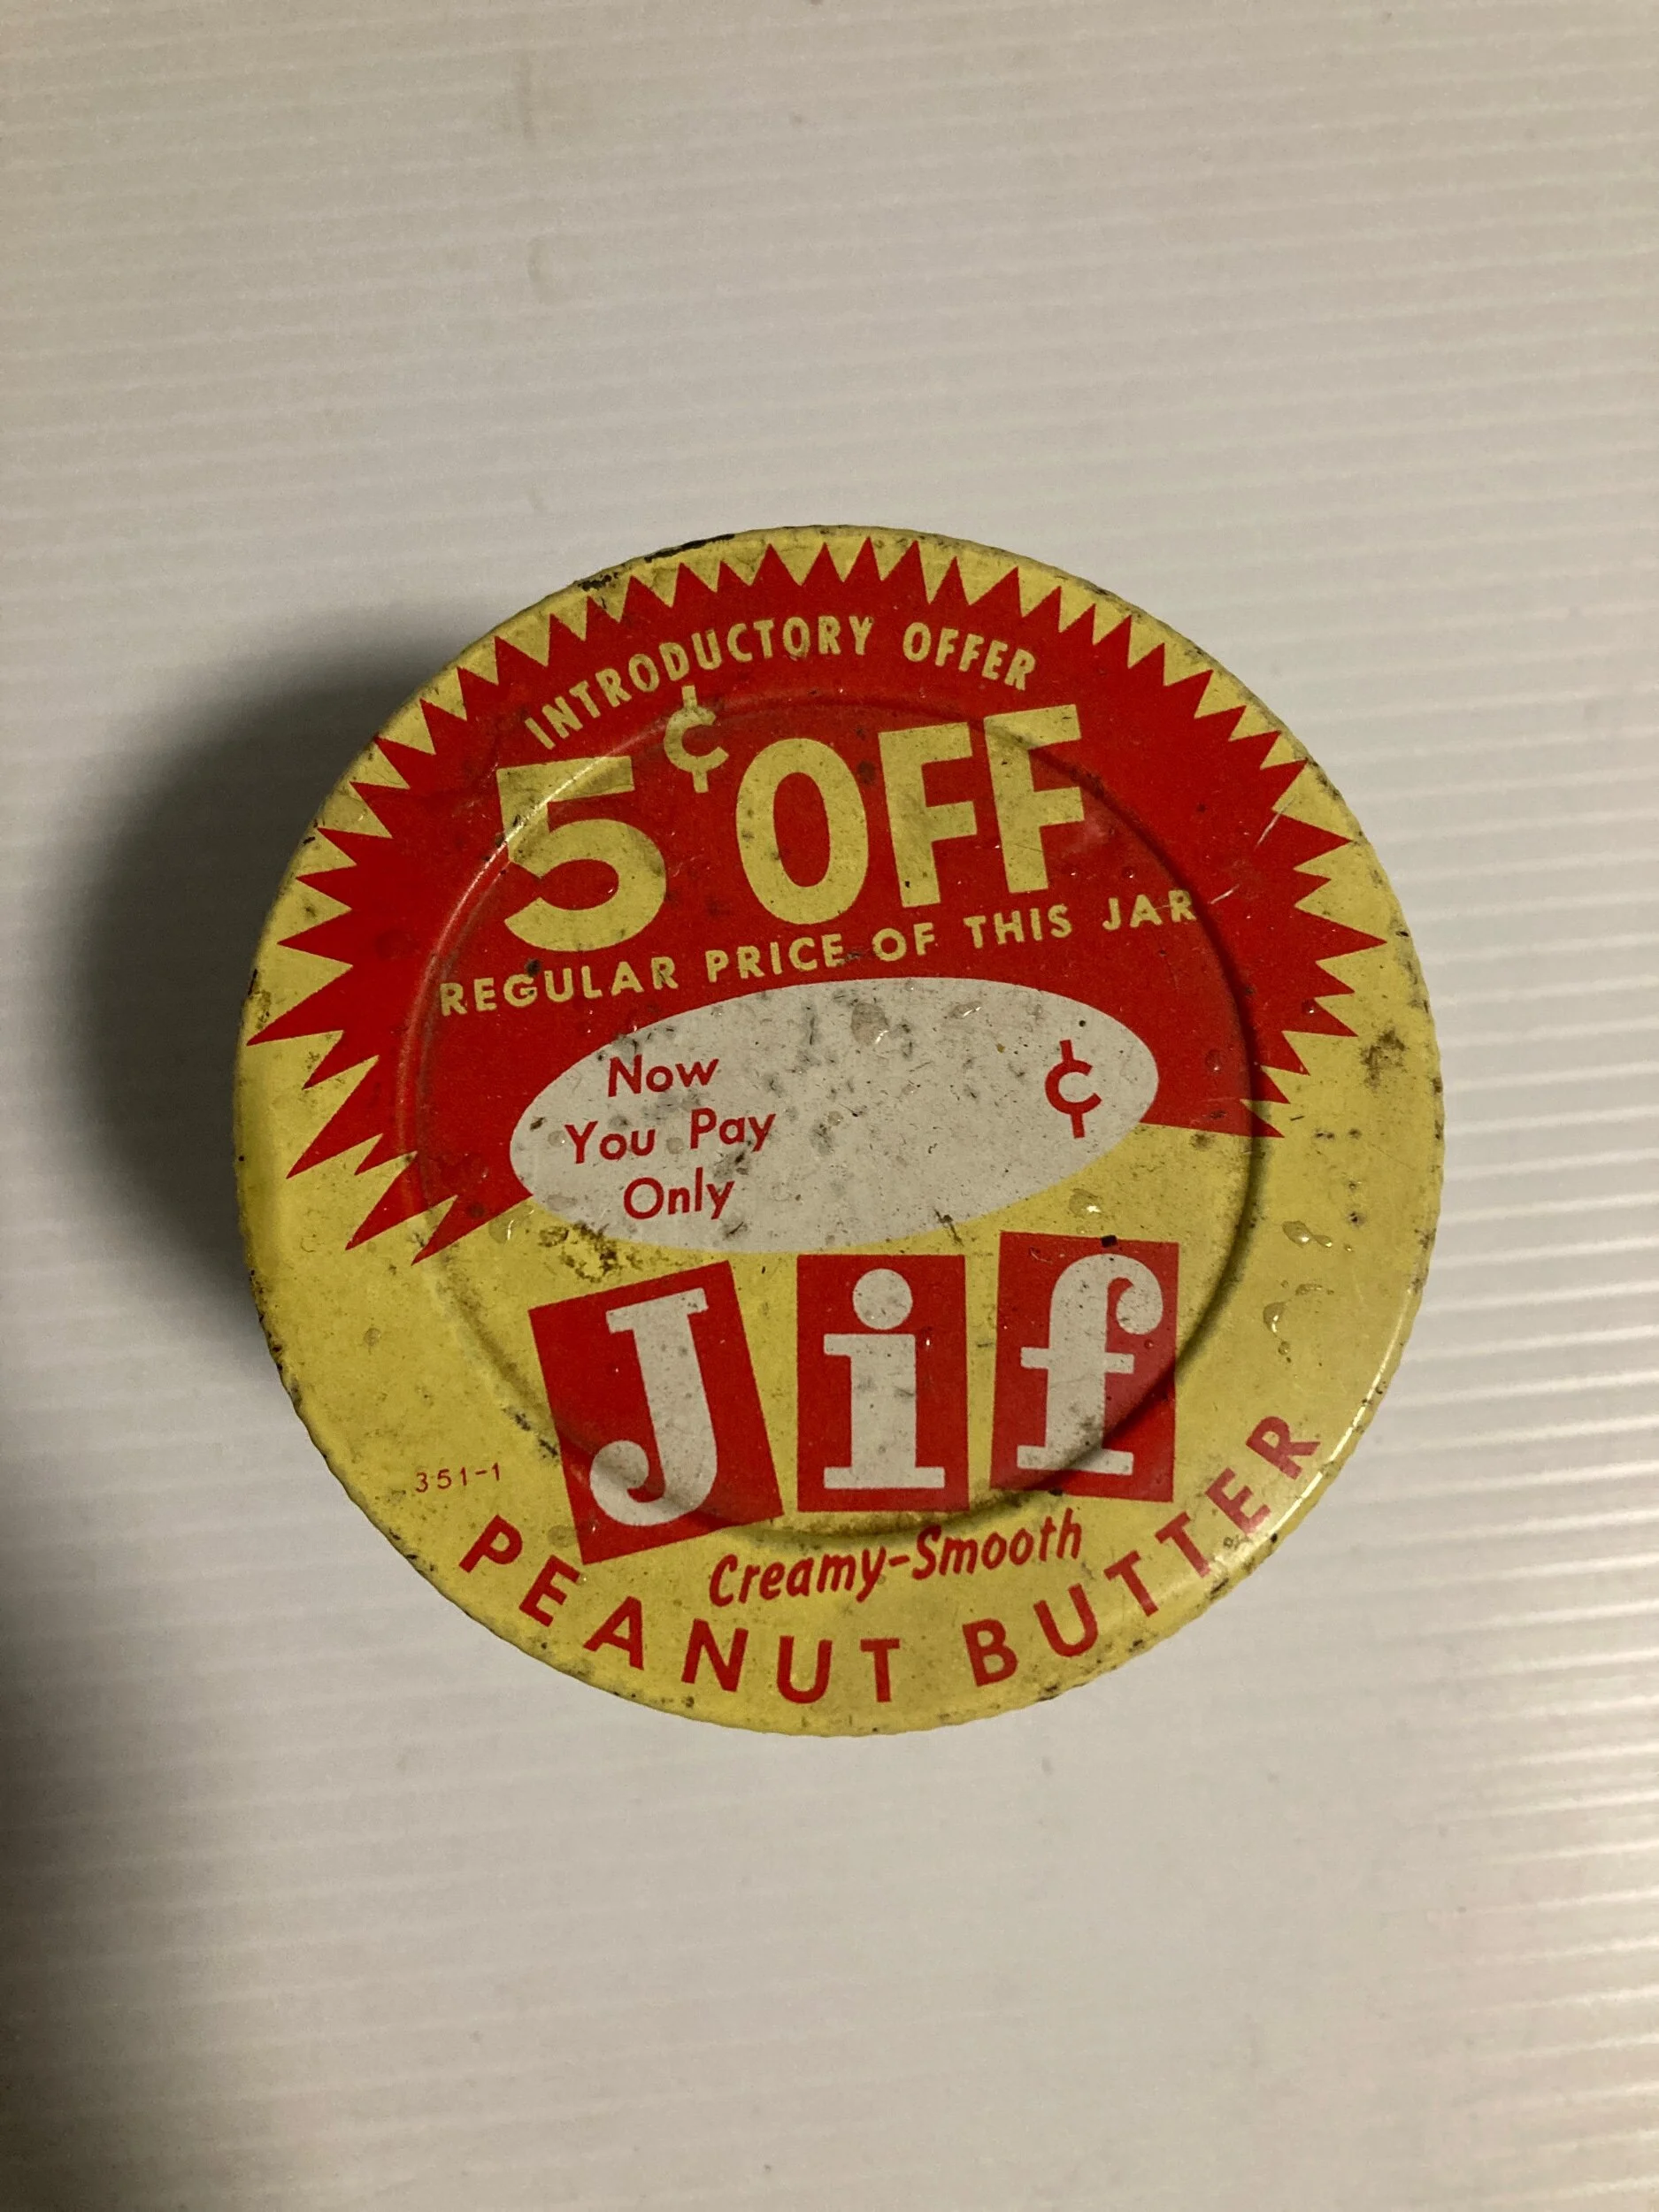 INTRODUCTORY OFFER
5¢ OFF
REGULAR PRICE OF THIS JAR
Now
You Pay
Only
¢
Jif
351-1
Creamy-Smooth
PEANUT BUTTER